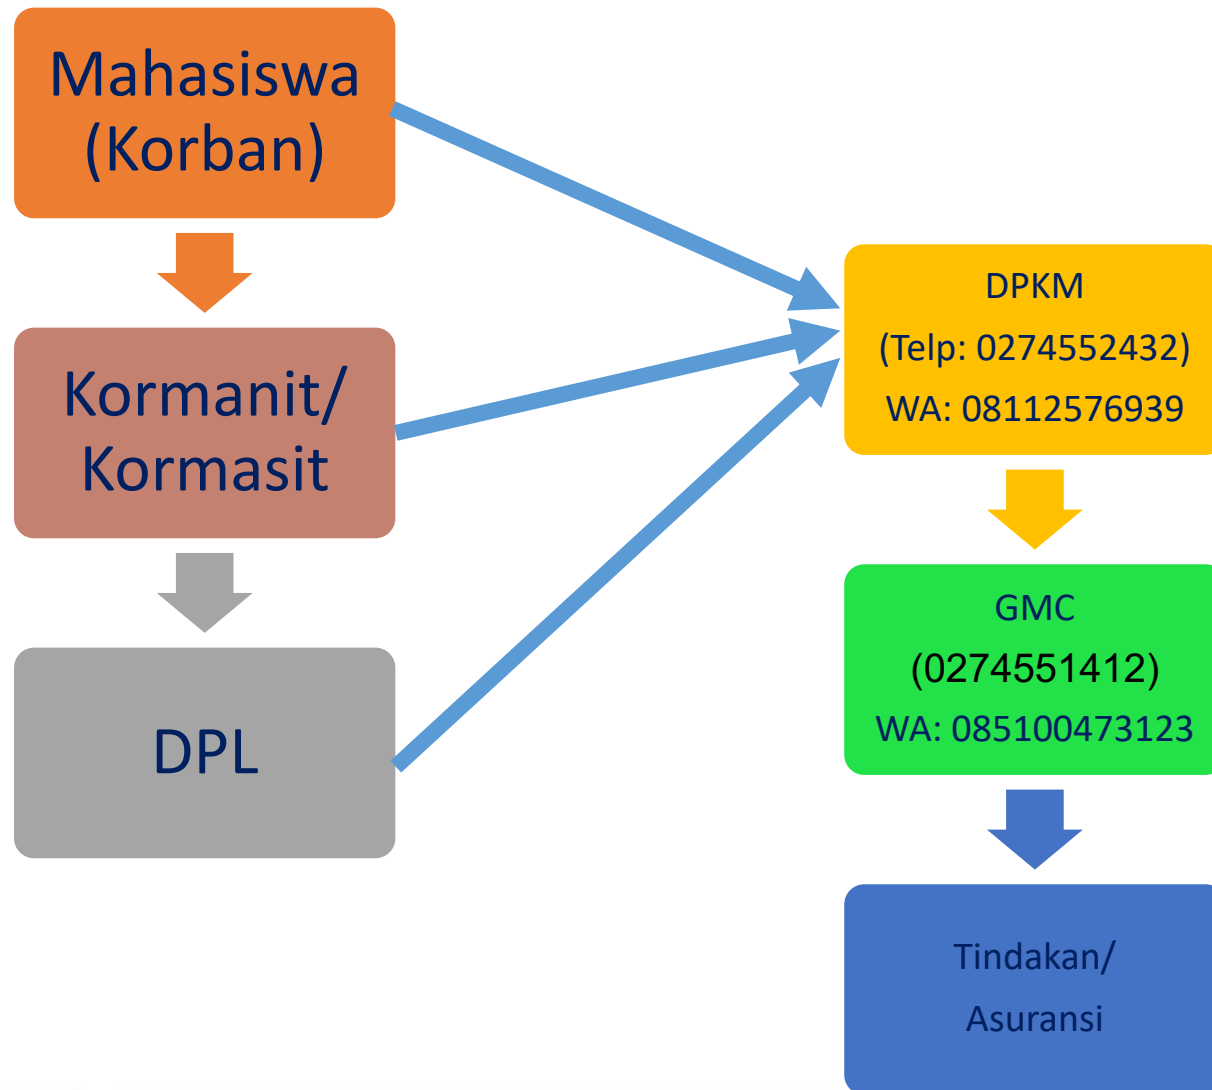 Mahasiswa
(Korban)
Kormanit/
Kormasit
DPL
DPKM
(Telp: 0274552432)
WA: 08112576939
GMC
(0274551412)
WA: 085100473123
Tindakan/
Asuransi